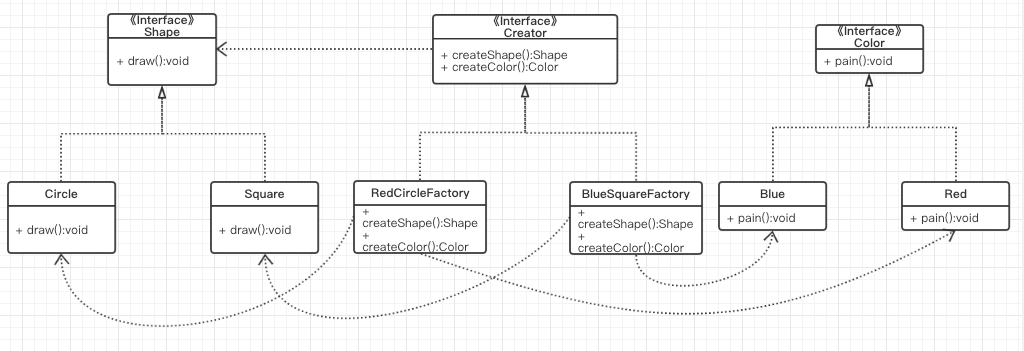 《Interface》
Shape
+ draw():void
《Interface》
Creator
+ createShape():Shape
+ createColor():Color
《Interface》
Color
+ pain():void
Circle
+ draw():void
Square
+ draw():void
RedCircleFactory
+
createShape():Shape
+
createColor():Color
BlueSquareFactory
+
createShape():Shape
+
createColor():Color
Blue
+ pain():void
Red
+ pain():void